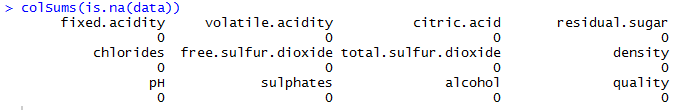 > colSums(is.na(data))
fixed.acidity volatile.acidity citric.acid residual.sugar
0 0 0 0
chlorides free.sulfur.dioxide total.sulfur.dioxide density
0 0 0 0
pH sulphates alcohol quality
0 0 0 0